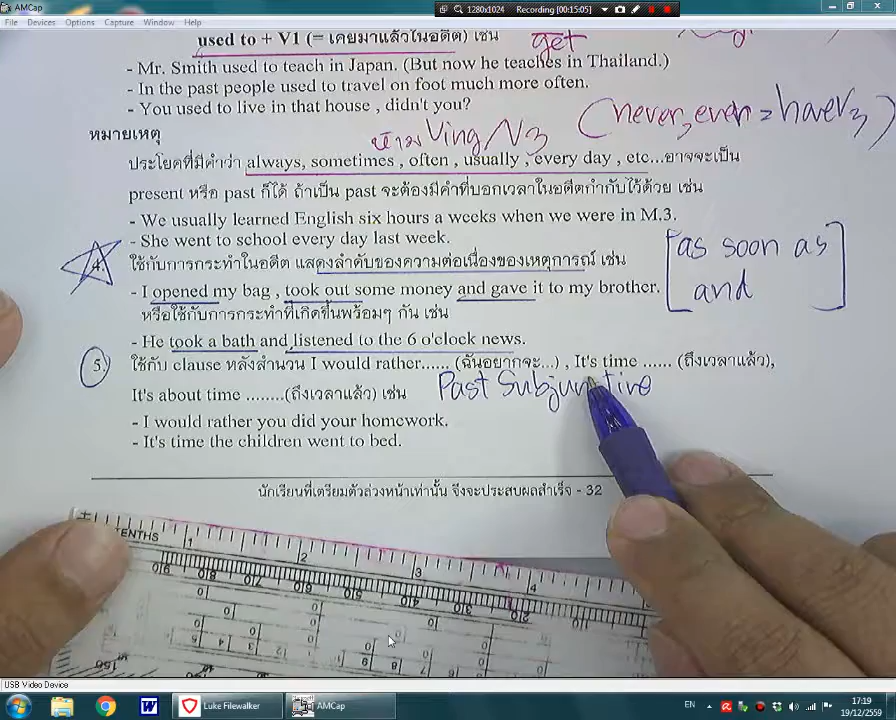 AMCap
1280x1024 Recording [15:05]
File Devices Options Capture Window Help
used to + V1 (= เคยมาแล้วในอดีต) เช่น
get
- Mr. Smith used to teach in Japan. (But now he teaches in Thailand.)
- In the past people used to travel on foot much more often.
- You used to live in that house , didn't you?
หมายเหตุ
ห้าม Ving/V3
(never, even = haveV3)
ประโยคที่มีคำว่า always, sometimes , often , usually , every day , etc...อาจจะเป็น
present หรือ past ก็ได้ ถ้าเป็น past จะต้องมีคำที่บอกเวลาในอดีตกำกับไว้ด้วย เช่น
- We usually learned English six hours a weeks when we were in M.3.
- She went to school every day last week.
4. ใช้กับการกระทำในอดีต แสดงลำดับของความต่อเนื่องของเหตุการณ์ เช่น
as soon as
and
- I opened my bag , took out some money and gave it to my brother.
หรือใช้กับการกระทำที่เกิดขึ้นพร้อมๆ กัน เช่น
- He took a bath and listened to the 6 o'clock news.
5. ใช้กับ clause หลังสำนวน I would rather...... (ฉันอยากจะ...) , It's time ...... (ถึงเวลาแล้ว),
It's about time ........(ถึงเวลาแล้ว) เช่น
Past Subjunctive
- I would rather you did your homework.
- It's time the children went to bed.
นักเรียนที่เตรียมตัวล่วงหน้าเท่านั้น จึงจะประสบผลสำเร็จ - 32
TENTHS
1 2 3 4
USB Video Device
Luke Filewalker
AMCap
EN
17:19
19/12/2559